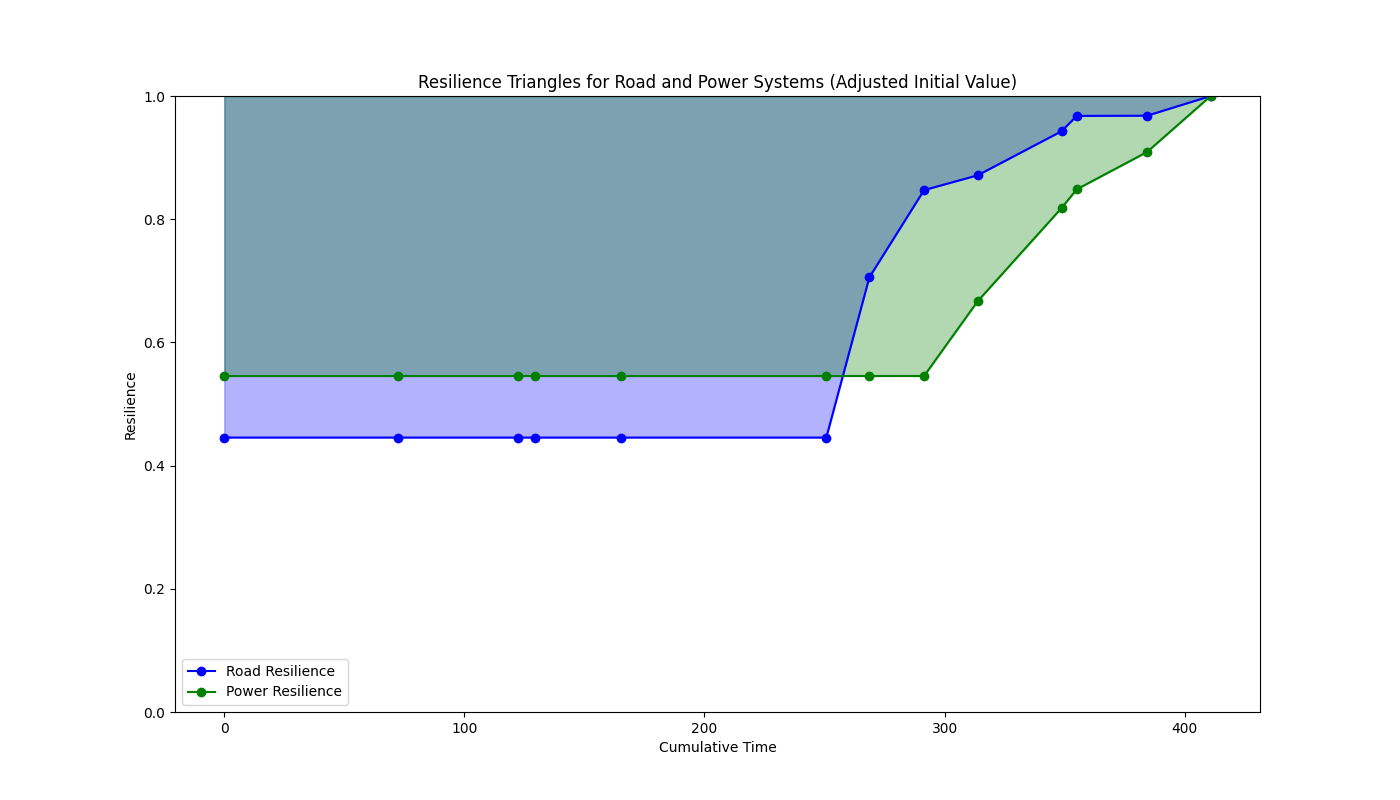 Resilience Triangles for Road and Power Systems (Adjusted Initial Value)
1.0
0.8
0.6
0.4
0.2
0.0
Resilience
Road Resilience
Power Resilience
0 100 200 300 400
Cumulative Time